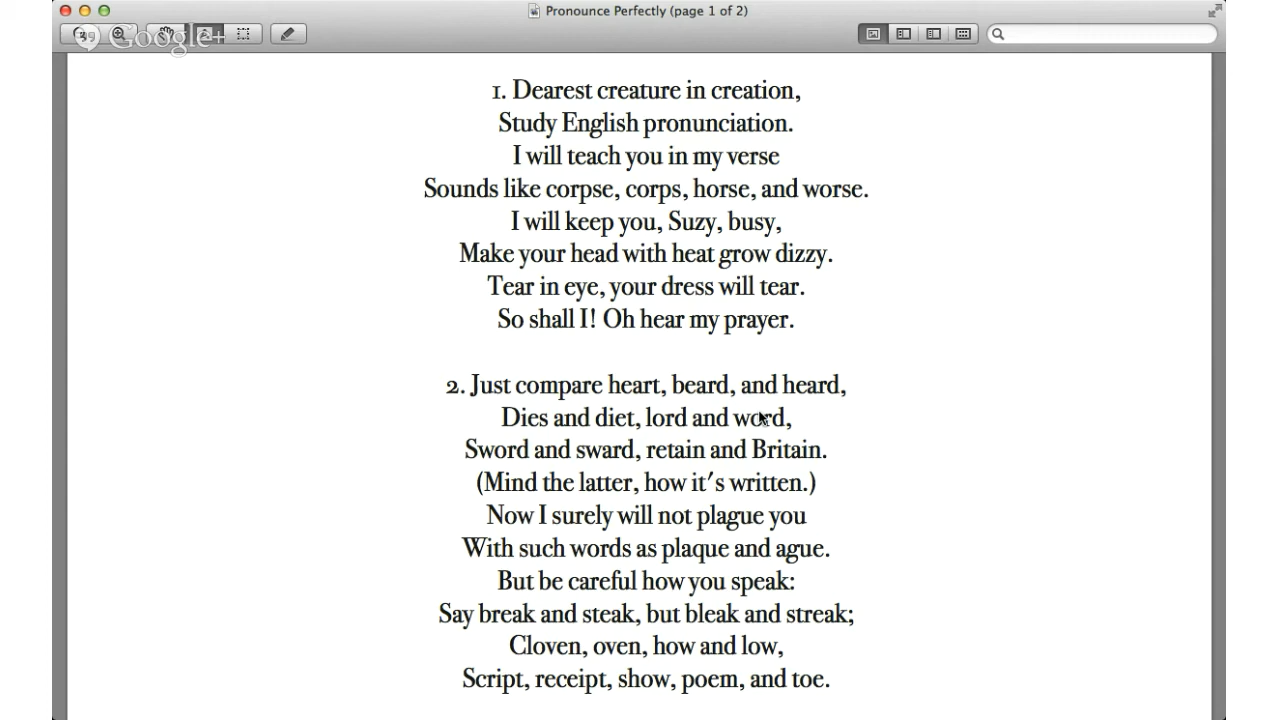 Pronounce Perfectly (page 1 of 2)
Google+
1. Dearest creature in creation,
Study English pronunciation.
I will teach you in my verse
Sounds like corpse, corps, horse, and worse.
I will keep you, Suzy, busy,
Make your head with heat grow dizzy.
Tear in eye, your dress will tear.
So shall I! Oh hear my prayer.
2. Just compare heart, beard, and heard,
Dies and diet, lord and word,
Sword and sward, retain and Britain.
(Mind the latter, how it's written.)
Now I surely will not plague you
With such words as plaque and ague.
But be careful how you speak:
Say break and steak, but bleak and streak;
Cloven, oven, how and low,
Script, receipt, show, poem, and toe.